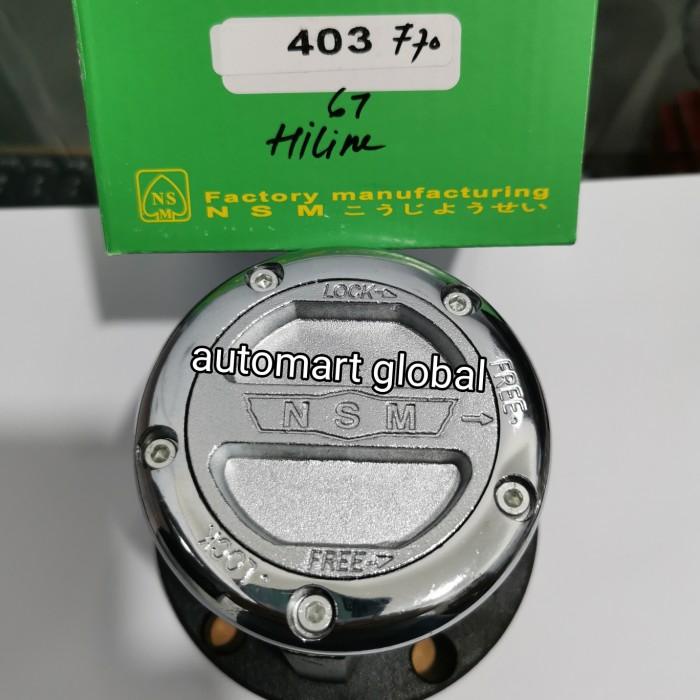 403 770
67
Hiline
NS
M
Factory manufacturing
N S M こうじようせい
LOCK
automart global
FREE
NSM
FREE
LOCK